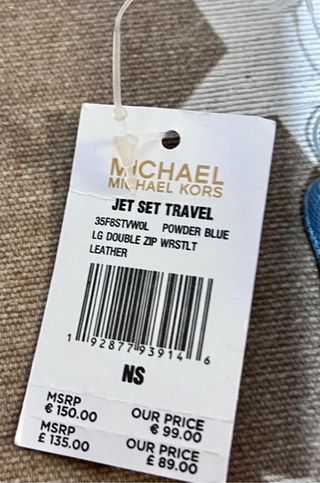 MICHAEL
MICHAEL KORS
JET SET TRAVEL
35F8STVW0L POWDER BLUE
LG DOUBLE ZIP WRSTLT
LEATHER
1 92877 93914 6
NS
MSRP OUR PRICE
€ 150.00 € 99.00
MSRP OUR PRICE
£ 135.00 £ 89.00